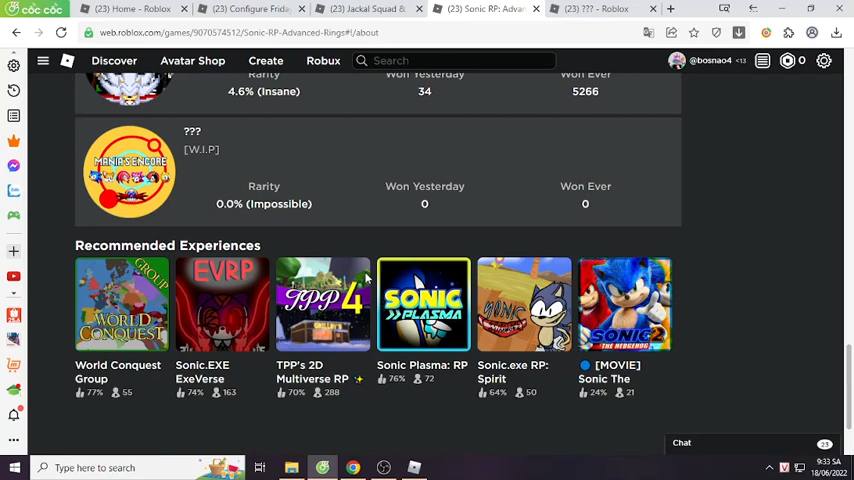 cốc cốc
(23) Home - Roblox
(23) Configure Frida
(23) Jackal Squad &
(23) Sonic RP: Advan
(23) ??? - Roblox
web.roblox.com/games/9070574512/Sonic-RP-Advanced-Rings#!/about
Discover
Avatar Shop
Create
Robux
Search
@bosnao4 <13
0
Rarity
Won Yesterday
Won Ever
4.6% (Insane)
34
5266
???
[W.I.P]
MANIA'S ENCORE
Rarity
Won Yesterday
Won Ever
0.0% (Impossible)
0
0
Recommended Experiences
GROUP
WORLD
CONQUEST
EVRP
TPP 4
SONIC
>>PLASMA
SONIC
SONIC 2
THE HEDGEHOG
World Conquest
Group
77% 55
Sonic.EXE
ExeVerse
74% 163
TPP's 2D
Multiverse RP ✨
70% 288
Sonic Plasma: RP
76% 72
Sonic.exe RP:
Spirit
64% 50
🔵 [MOVIE]
Sonic The
24% 21
Chat
23
Type here to search
V
9:33 SA
18/06/2022